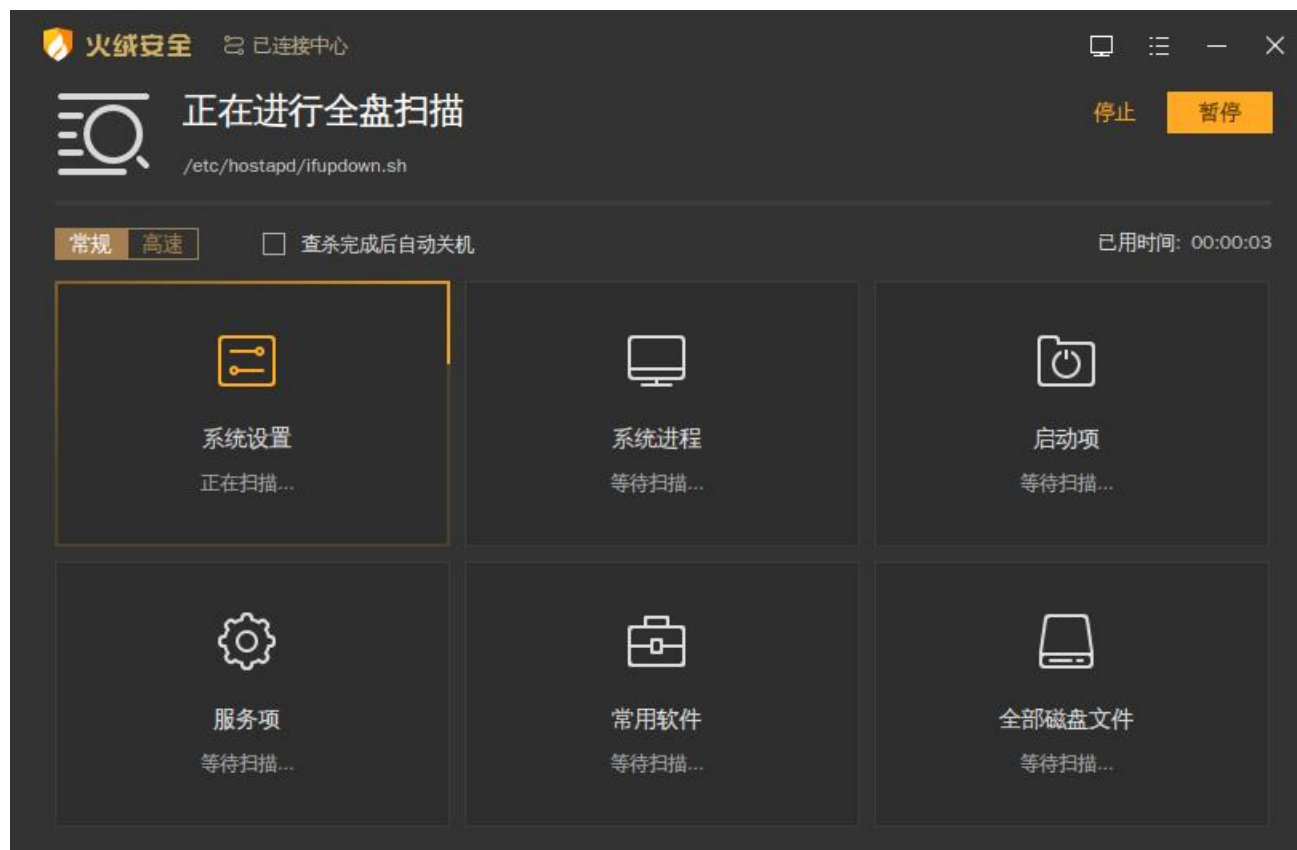 火绒安全 已连接中心
正在进行全盘扫描
停止 暂停
/etc/hostapd/ifupdown.sh
常规 高速 查杀完成后自动关机 已用时间: 00:00:03
系统设置 系统进程 启动项
正在扫描... 等待扫描... 等待扫描...
服务项 常用软件 全部磁盘文件
等待扫描... 等待扫描... 等待扫描...